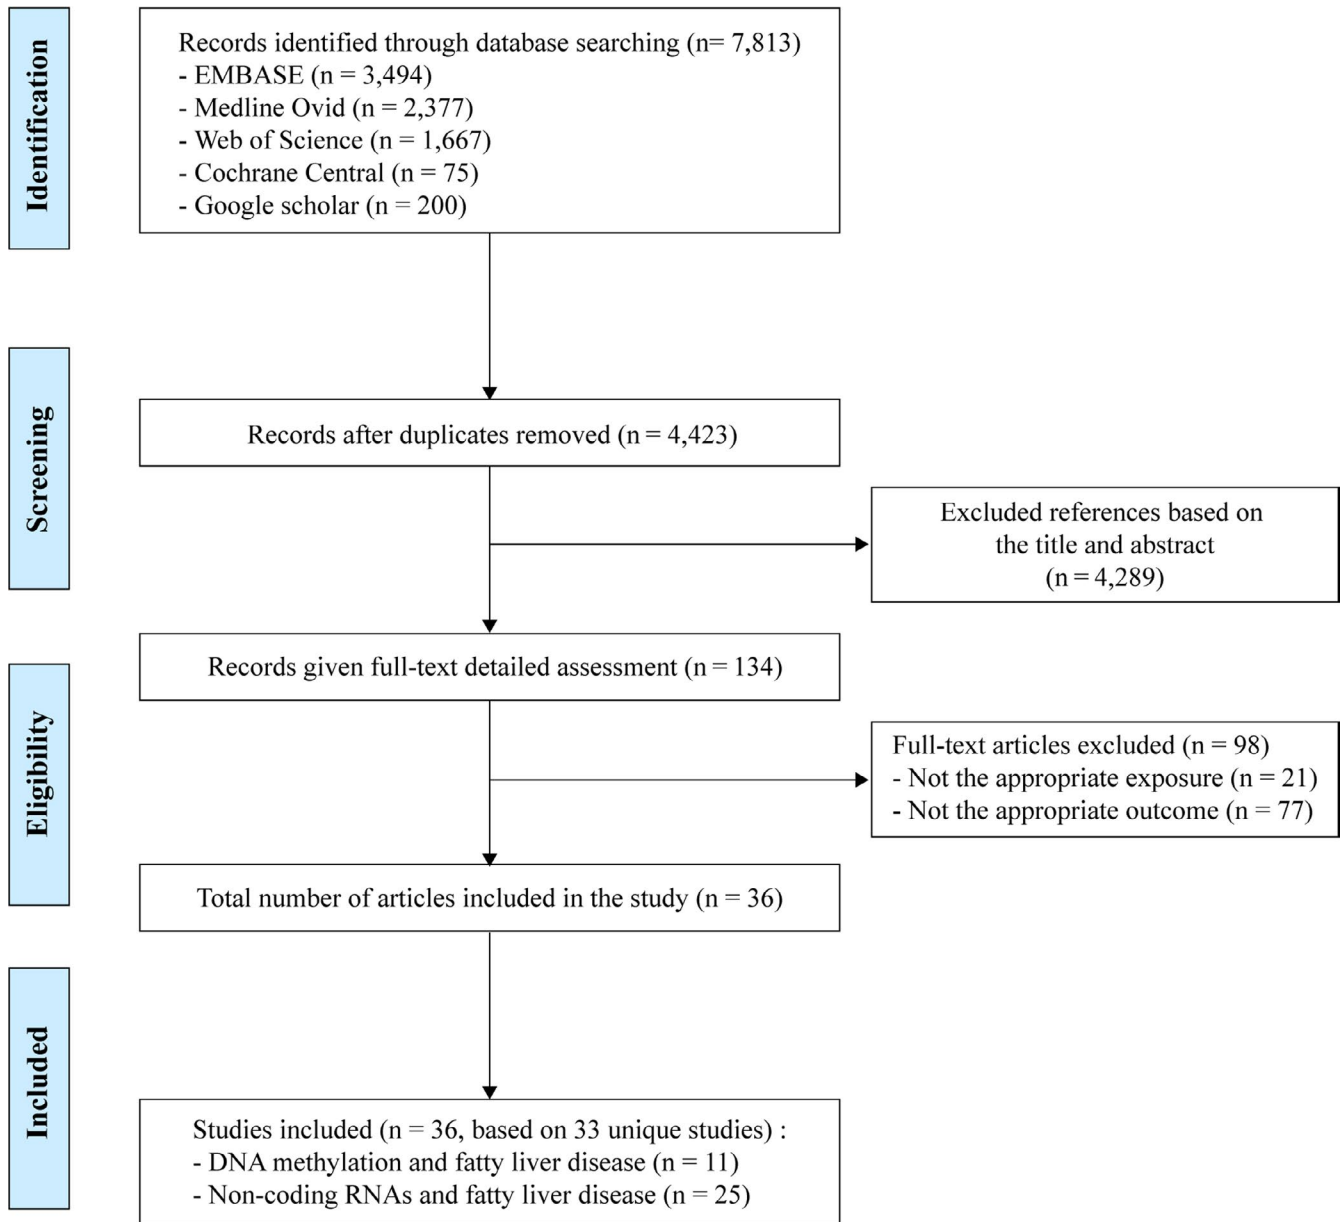 Identification
Records identified through database searching (n= 7,813)
- EMBASE (n = 3,494)
- Medline Ovid (n = 2,377)
- Web of Science (n = 1,667)
- Cochrane Central (n = 75)
- Google scholar (n = 200)
Screening
Records after duplicates removed (n = 4,423)
Excluded references based on
the title and abstract
(n = 4,289)
Eligibility
Records given full-text detailed assessment (n = 134)
Full-text articles excluded (n = 98)
- Not the appropriate exposure (n = 21)
- Not the appropriate outcome (n = 77)
Total number of articles included in the study (n = 36)
Included
Studies included (n = 36, based on 33 unique studies) :
- DNA methylation and fatty liver disease (n = 11)
- Non-coding RNAs and fatty liver disease (n = 25)